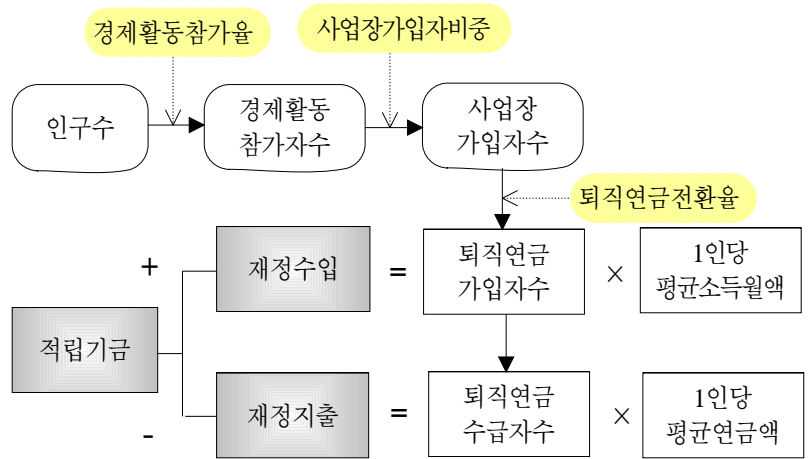 경제활동참가율
사업장가입자비중
인구수
경제활동
참가자수
사업장
가입자수
퇴직연금전환율
+
재정수입
=
퇴직연금
가입자수
×
1인당
평균소득월액
적립기금
-
재정지출
=
퇴직연금
수급자수
×
1인당
평균연금액